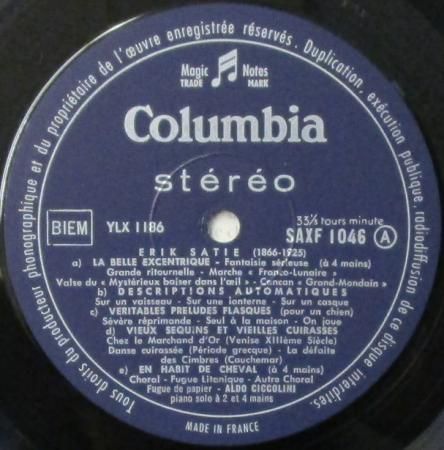 Tous droits du producteur phonographique et du propriétaire de l'œuvre enregistrée réservés. Duplication, exécution publique, radiodiffusion de ce disque interdites.
Magic Notes
TRADE MARK
Columbia
stéréo
BIEM YLX 1186
33⅓ tours minute
SAXF 1046 A
ERIK SATIE (1866-1925)
a) LA BELLE EXCENTRIQUE - Fantaisie sérieuse (à 4 mains)
Grande ritournelle - Marche « Franco-Lunaire »
Valse du « Mystérieux baiser dans l'œil » - Cancan « Grand-Mondain »
b) DESCRIPTIONS AUTOMATIQUES
Sur un vaisseau - Sur une lanterne - Sur un casque
c) VERITABLES PRELUDES FLASQUES (pour un chien)
Sévère réprimande - Seul à la maison - On joue
d) VIEUX SEQUINS ET VIEILLES CUIRASSES
Chez le Marchand d'Or (Venise XIIIème Siècle)
Danse cuirassée (Période grecque) - La défaite
des Cimbres (Cauchemar)
e) EN HABIT DE CHEVAL (à 4 mains)
Choral - Fugue Litanique - Autre Choral
Fugue de papier - ALDO CICCOLINI
piano solo à 2 et 4 mains
MADE IN FRANCE